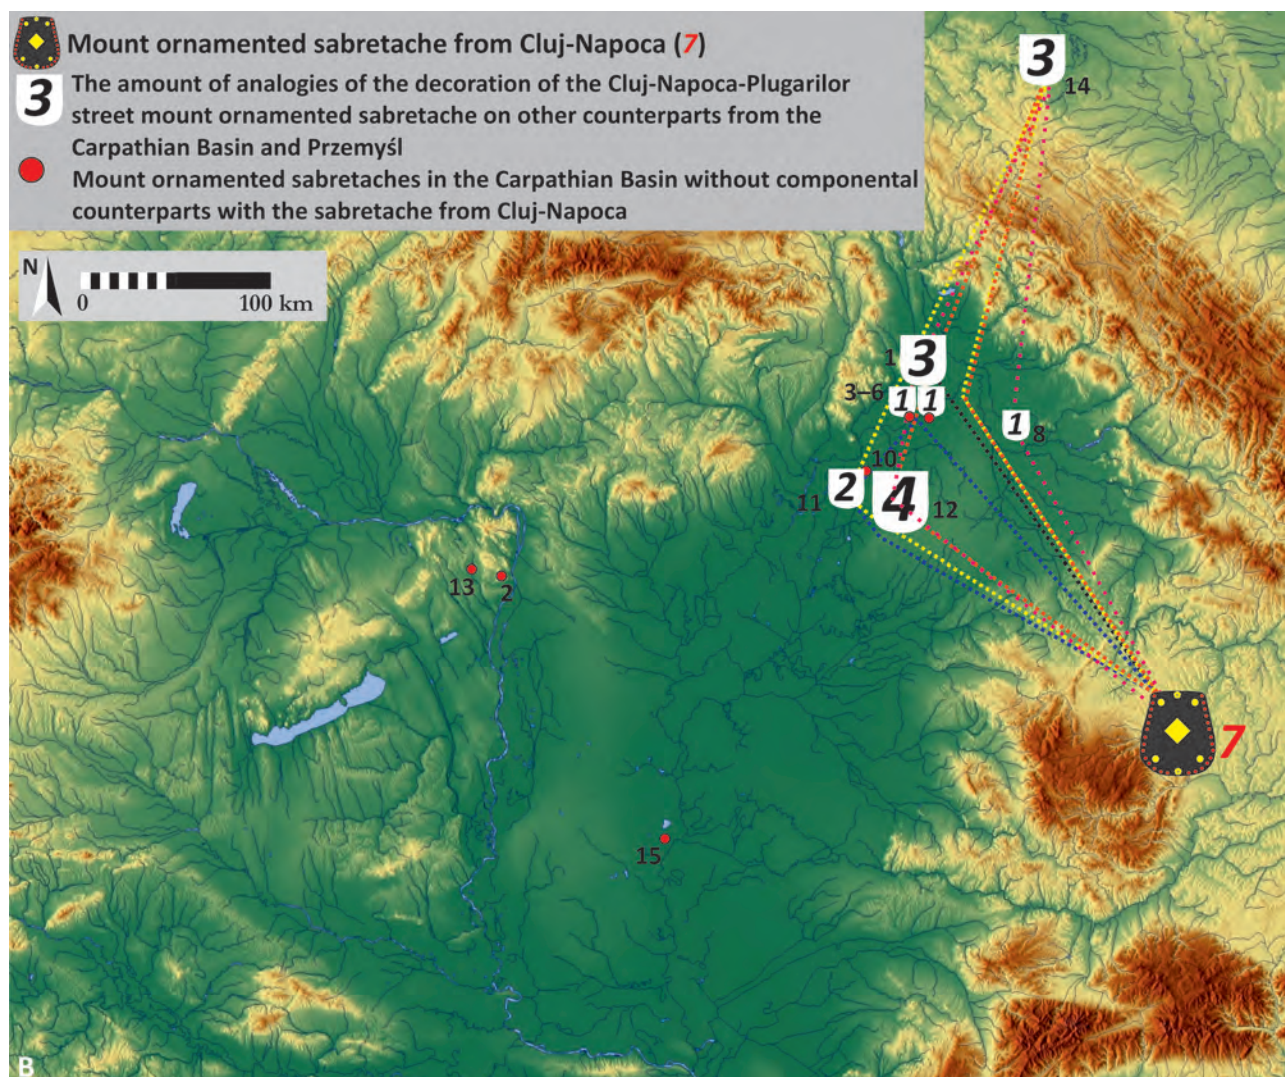 Mount ornamented sabretache from Cluj-Napoca (7)
3
The amount of analogies of the decoration of the Cluj-Napoca-Plugarilor
street mount ornamented sabretache on other counterparts from the
Carpathian Basin and Przemyśl
Mount ornamented sabretaches in the Carpathian Basin without componental
counterparts with the sabretache from Cluj-Napoca
3
14
N
0
100 km
1
3
3–6
1
1
1
8
10
11
2
4
12
13
2
7
15
B